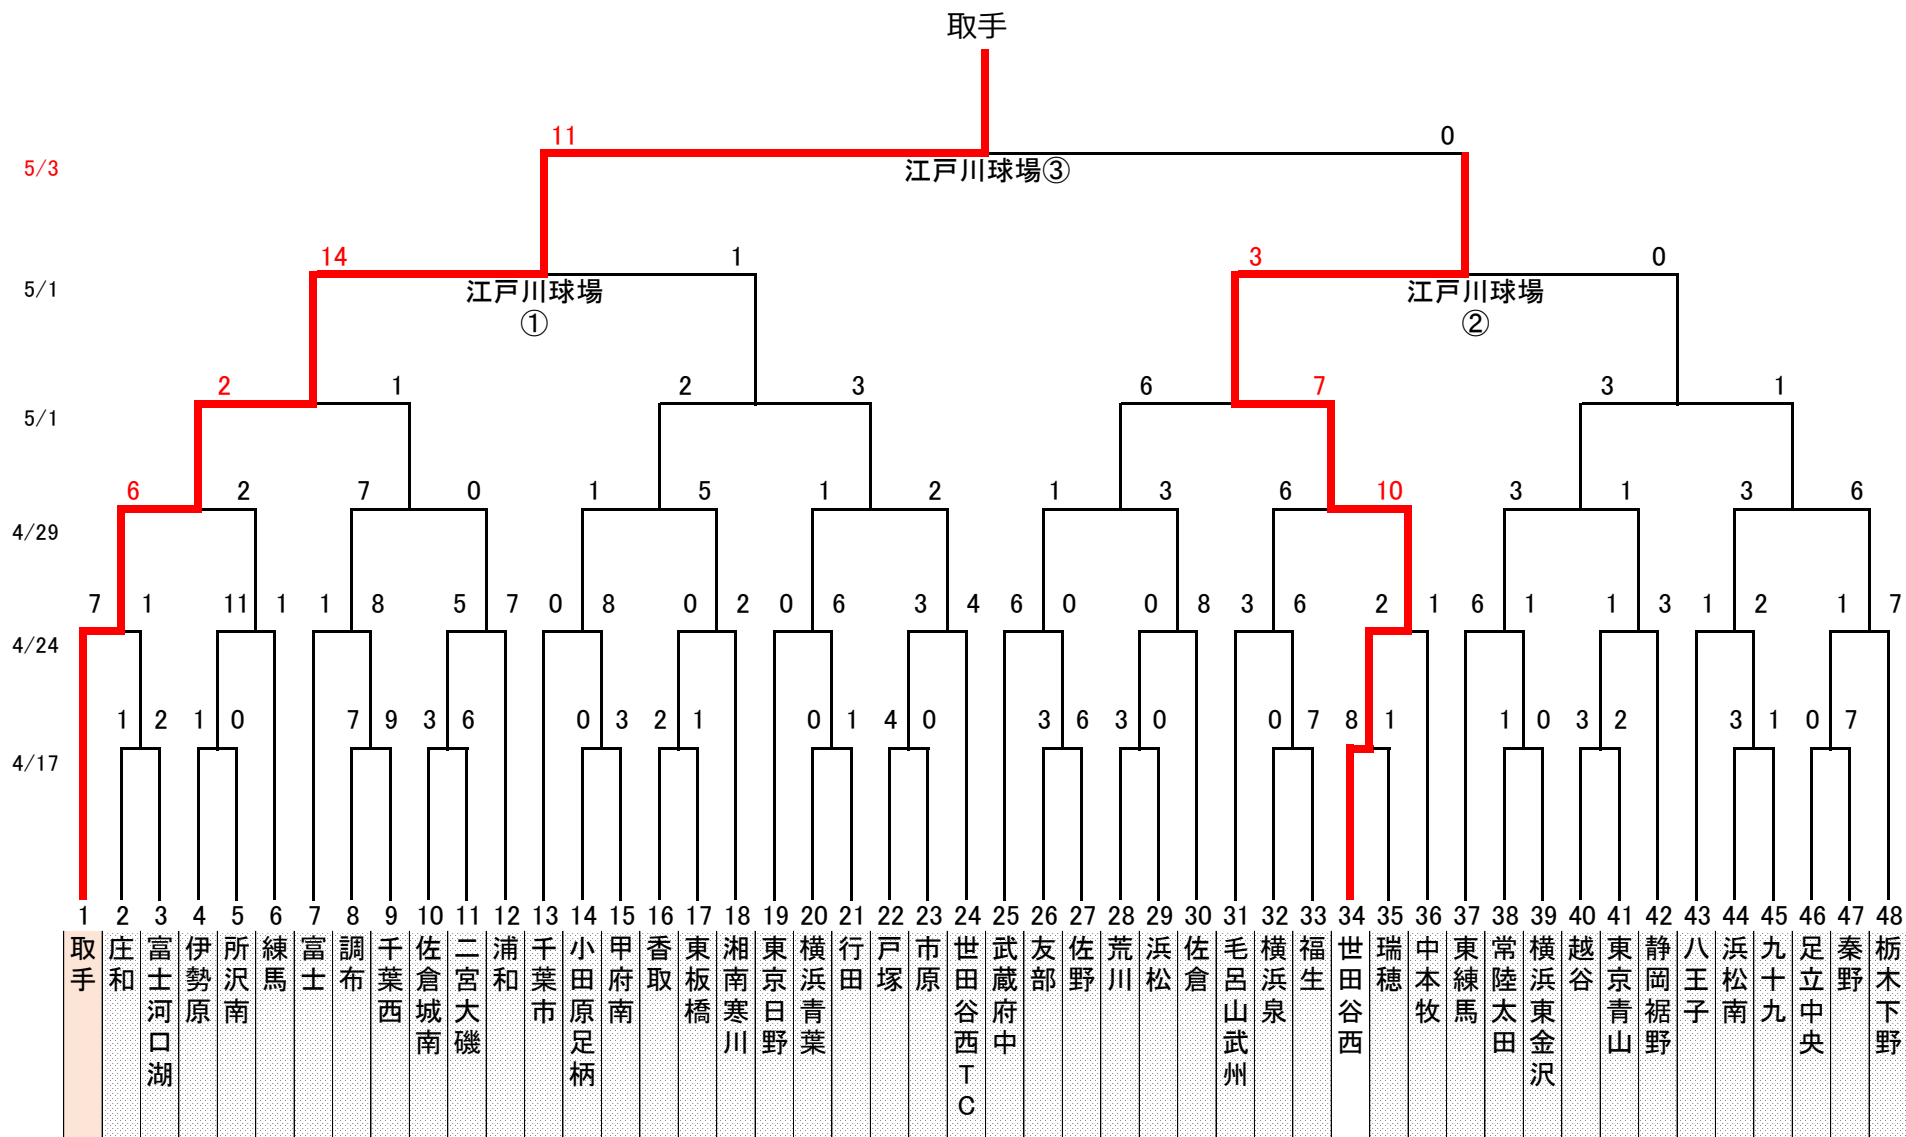 取手
11 0
5/3
江戸川球場③
14 1 3 0
5/1
江戸川球場 江戸川球場
① ②
2 1 2 3 6 7 3 1
5/1
6 2 7 0 1 5 1 2 1 3 6 10 3 1 3 6
4/29
7 1 11 1 1 8 5 7 0 8 0 2 0 6 3 4 6 0 0 8 3 6 2 1 6 1 1 3 1 2 1 7
4/24
1 2 1 0 7 9 3 6 0 3 2 1 0 1 4 0 3 6 3 0 0 7 8 1 1 0 3 2 3 1 0 7
4/17
1 2 3 4 5 6 7 8 9 10 11 12 13 14 15 16 17 18 19 20 21 22 23 24 25 26 27 28 29 30 31 32 33 34 35 36 37 38 39 40 41 42 43 44 45 46 47 48
取手
庄和
富士河口湖
伊勢原
所沢南
練馬
富士
調布
千葉西
佐倉城南
二宮大磯
浦和
千葉市
小田原足柄
甲府南
香取
東板橋
湘南寒川
東京日野
横浜青葉
行田
戸塚
市原
世田谷西TC
武蔵府中
友部
佐野
荒川
浜松
佐倉
毛呂山武州
横浜泉
福生
世田谷西
瑞穂
中本牧
東練馬
常陸太田
横浜東金沢
越谷
東京青山
静岡裾野
八王子
浜松南
九十九
足立中央
秦野
栃木下野